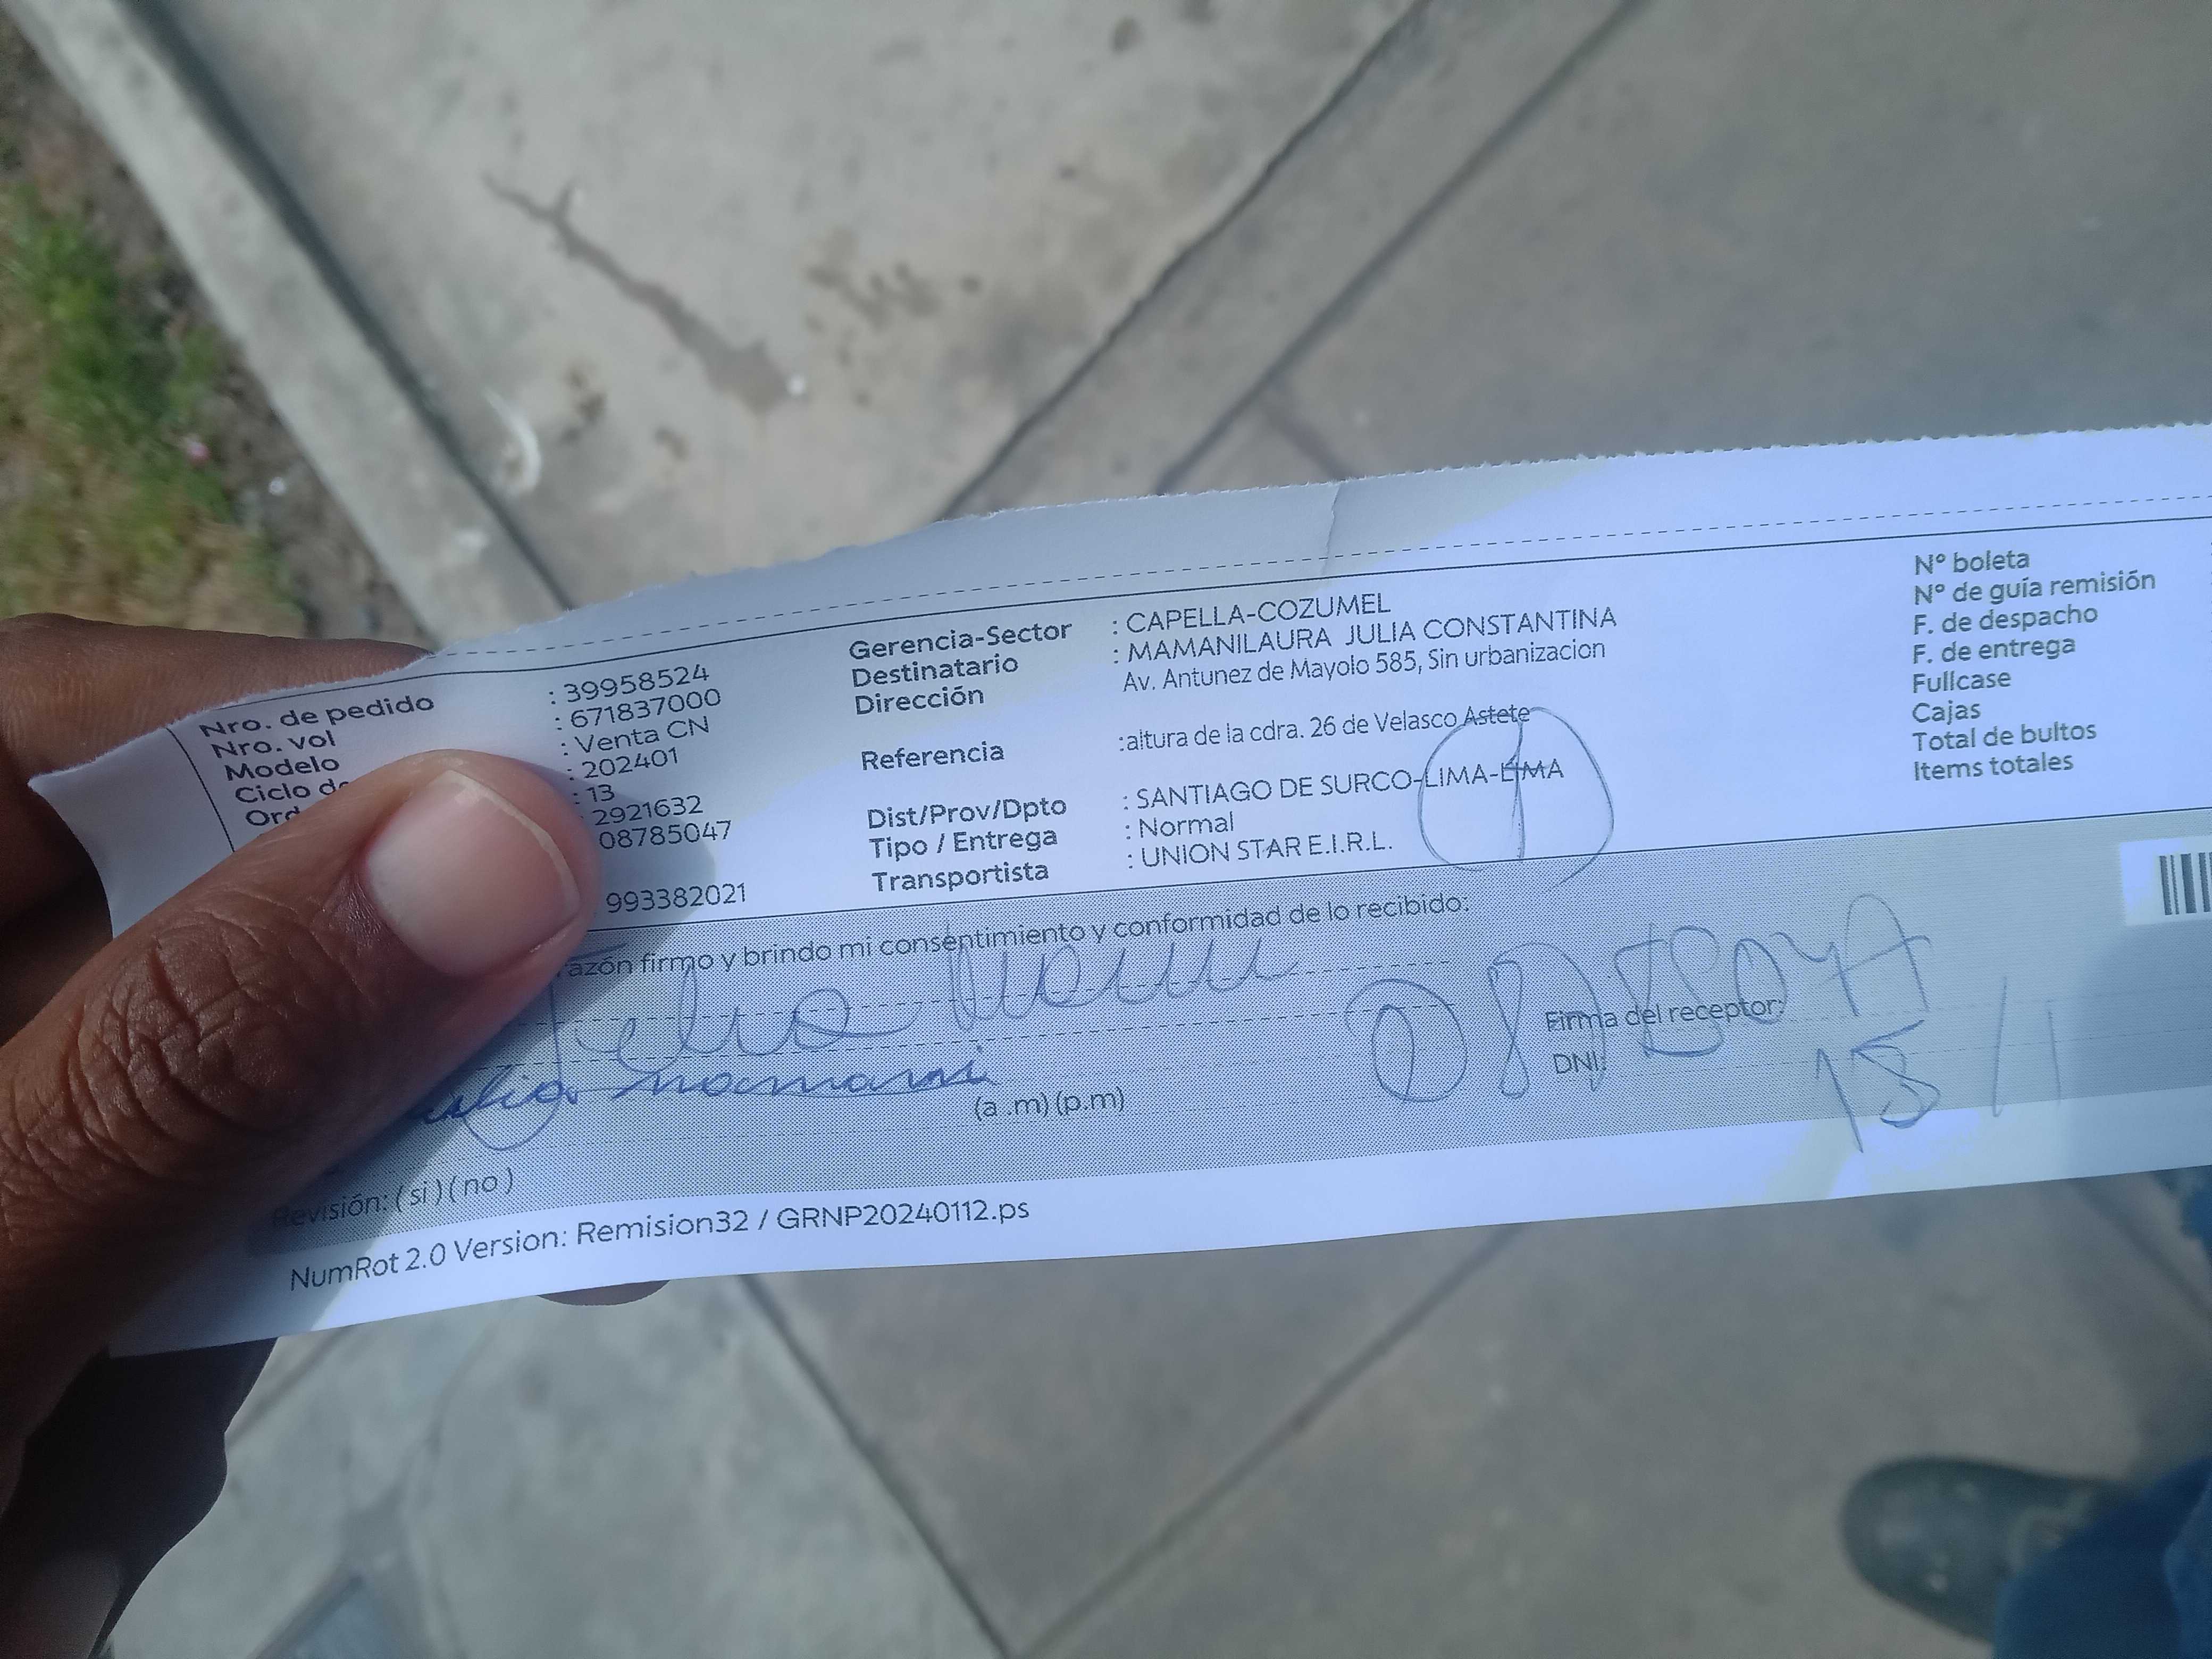 Nro. de pedido : 39958524
Nro. vol : 671837000
Modelo : Venta CN
Ciclo : 202401
: 13
2921632
08785047
993382021
Gerencia-Sector : CAPELLA-COZUMEL
Destinatario : MAMANILAURA JULIA CONSTANTINA
Dirección Av. Antunez de Mayolo 585, Sin urbanizacion
Referencia :altura de la cdra. 26 de Velasco Astete
Dist/Prov/Dpto : SANTIAGO DE SURCO-LIMA-LIMA
Tipo / Entrega : Normal
Transportista : UNION STAR E.I.R.L.
1
N° boleta
N° de guía remisión
F. de despacho
F. de entrega
Fullcase
Cajas
Total de bultos
Items totales
firmo y brindo mi consentimiento y conformidad de lo recibido:
mamani
(a .m) (p.m)
Firma del receptor:
DNI:
Revisión: ( si ) ( no )
NumRot 2.0 Version: Remision32 / GRNP20240112.ps